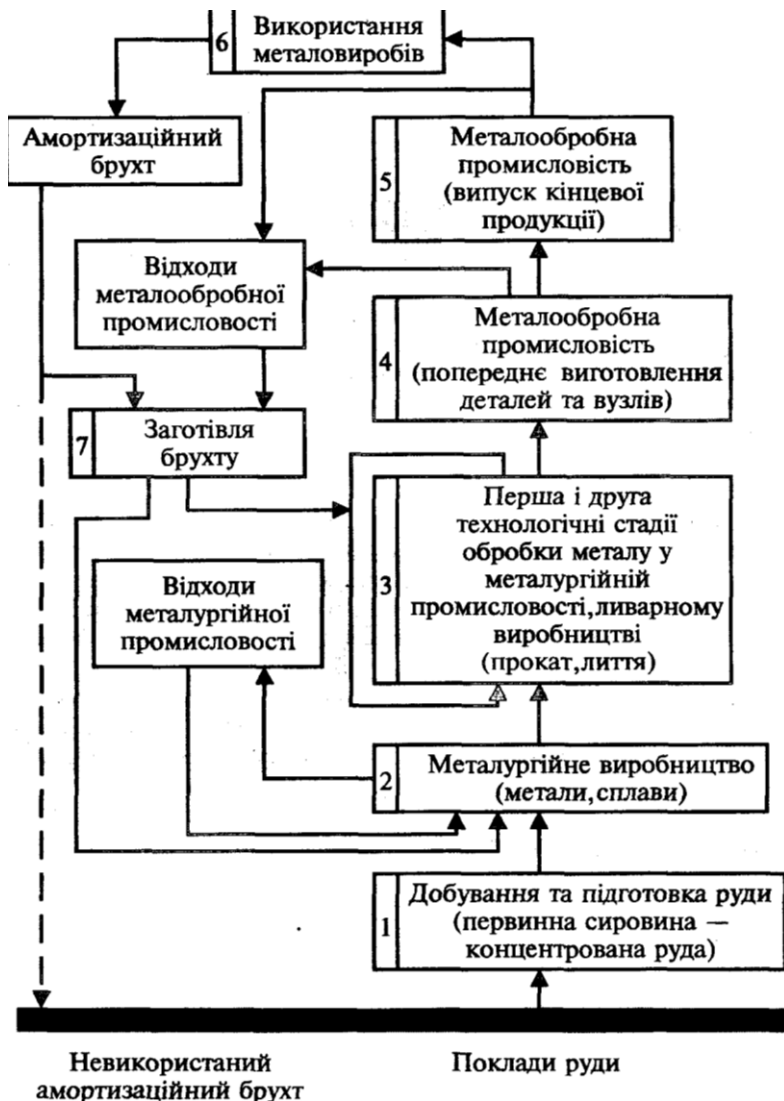 6
Використання
металовиробів
Амортизаційний
брухт
5
Металообробна
промисловість
(випуск кінцевої
продукції)
Відходи
металообробної
промисловості
4
Металообробна
промисловість
(попереднє виготовлення
деталей та вузлів)
7
Заготівля
брухту
3
Перша і друга
технологічні стадії
обробки металу у
металургійній
промисловості,ливарному
виробництві
(прокат,лиття)
Відходи
металургійної
промисловості
2
Металургійне виробництво
(метали,сплави)
1
Добування та підготовка руди
(первинна сировина —
концентрована руда)
Невикористаний
амортизаційний брухт
Поклади руди